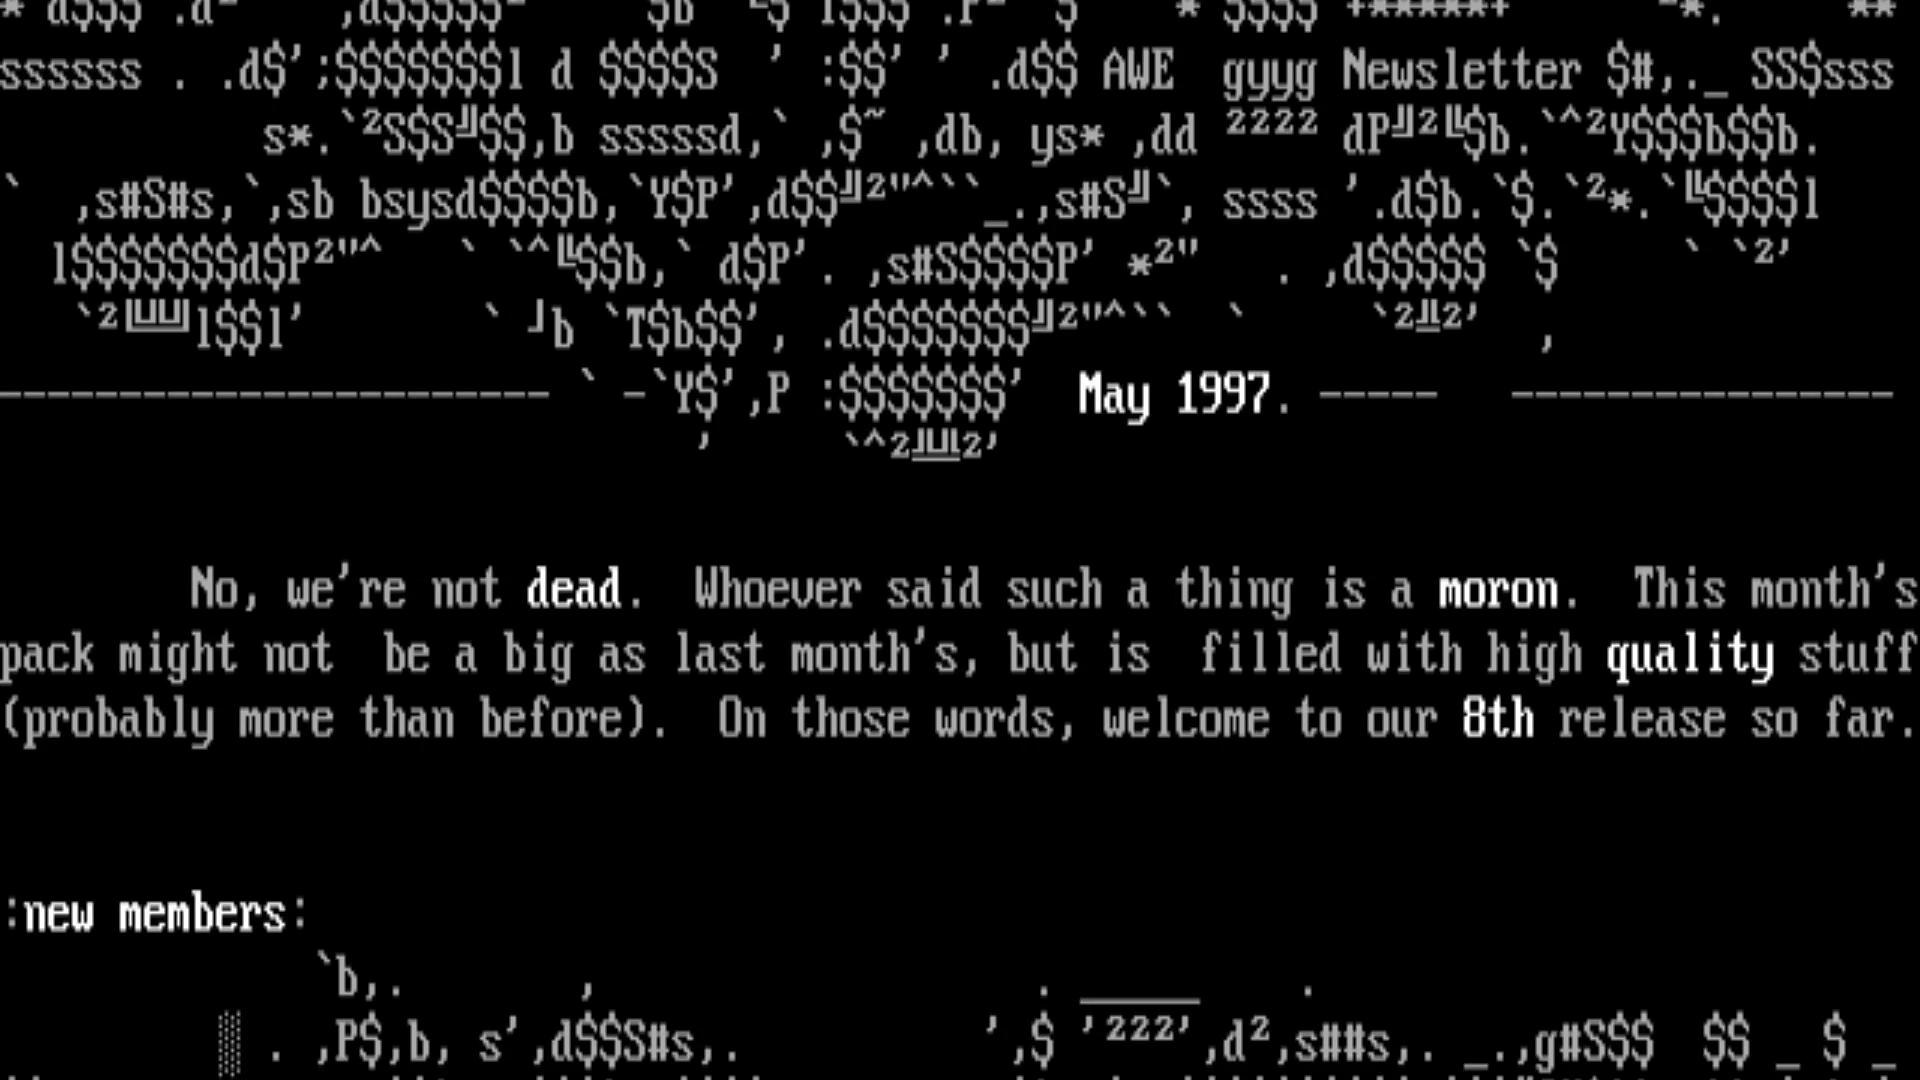 AWE Newsletter
May 1997.
No, we're not dead. Whoever said such a thing is a moron. This month's
pack might not be a big as last month's, but is filled with high quality stuff
(probably more than before). On those words, welcome to our 8th release so far.
:new members: